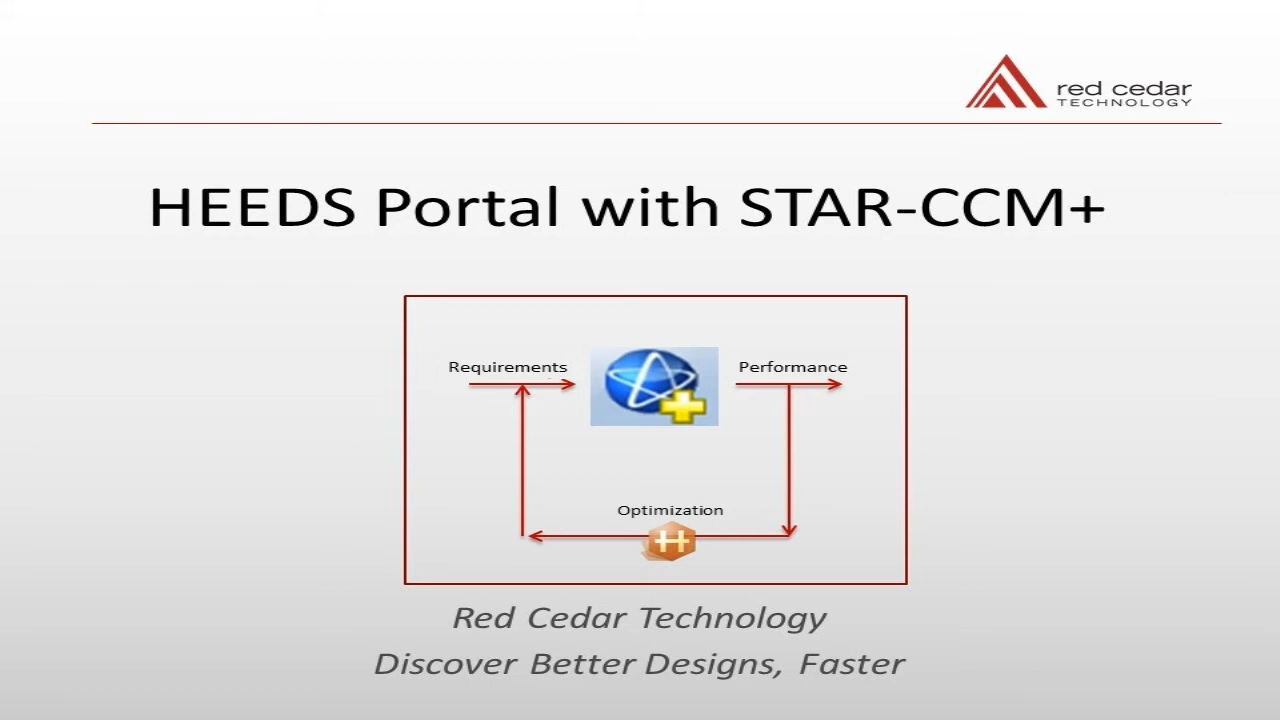 red cedar
TECHNOLOGY
HEEDS Portal with STAR-CCM+
Requirements
Performance
Optimization
H
Red Cedar Technology
Discover Better Designs, Faster